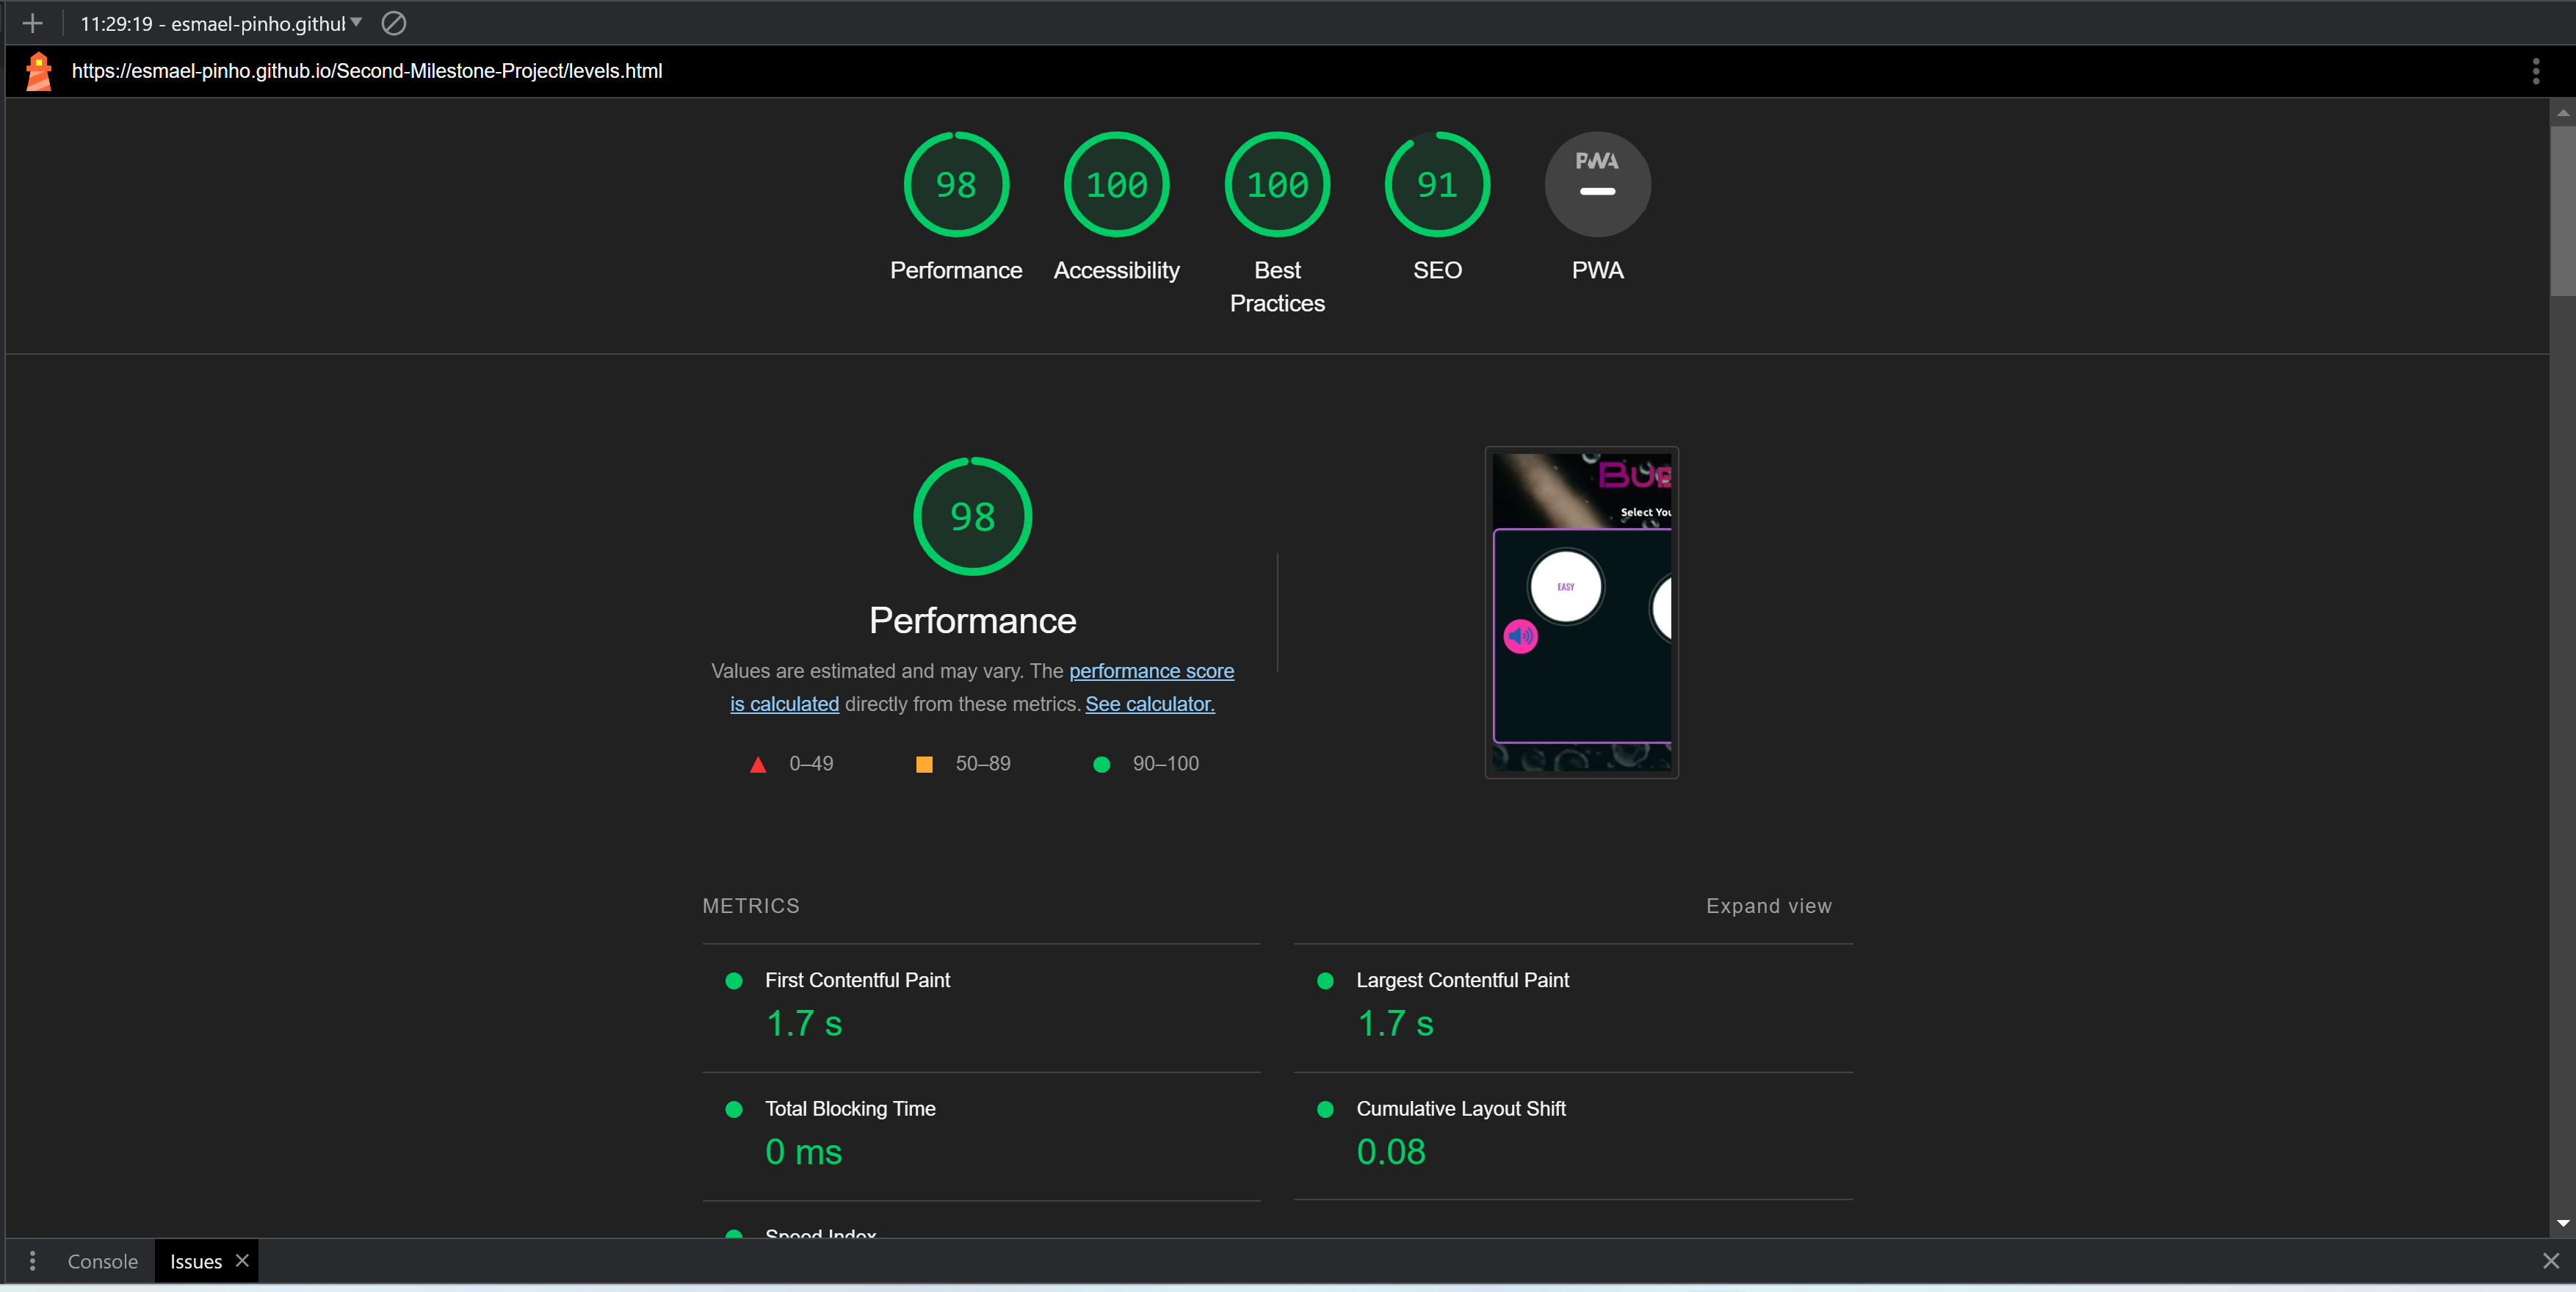 11:29:19 - esmael-pinho.githu
https://esmael-pinho.github.io/Second-Milestone-Project/levels.html
98
100
100
91
PWA
Performance
Accessibility
Best
Practices
SEO
PWA
98
Performance
Values are estimated and may vary. The performance score
is calculated directly from these metrics. See calculator.
0–49
50–89
90–100
Select You
EASY
METRICS
Expand view
First Contentful Paint
1.7 s
Largest Contentful Paint
1.7 s
Total Blocking Time
0 ms
Cumulative Layout Shift
0.08
Speed Index
Console
Issues